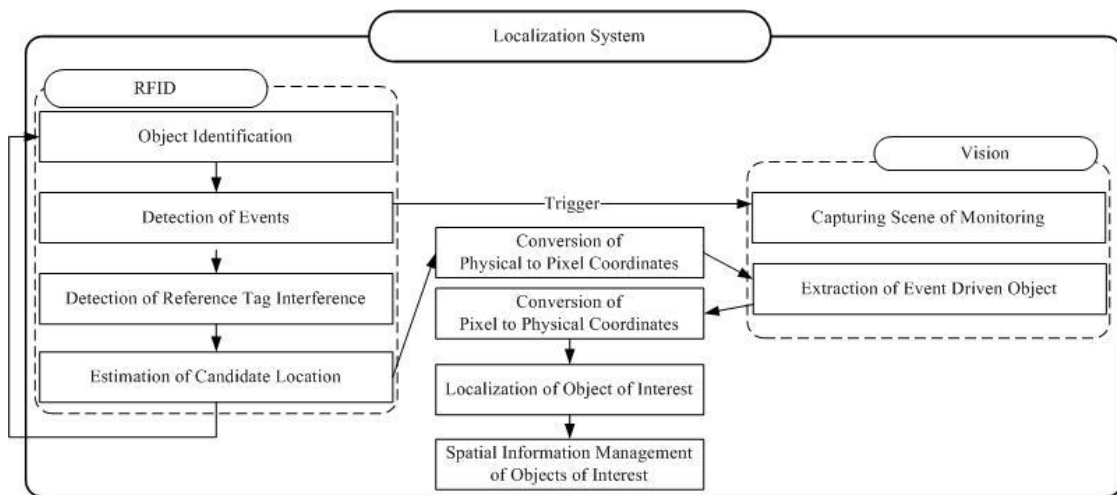 Localization System
RFID
Object Identification
Detection of Events
Detection of Reference Tag Interference
Estimation of Candidate Location
Trigger
Conversion of
Physical to Pixel Coordinates
Conversion of
Pixel to Physical Coordinates
Localization of Object of Interest
Spatial Information Management
of Objects of Interest
Vision
Capturing Scene of Monitoring
Extraction of Event Driven Object